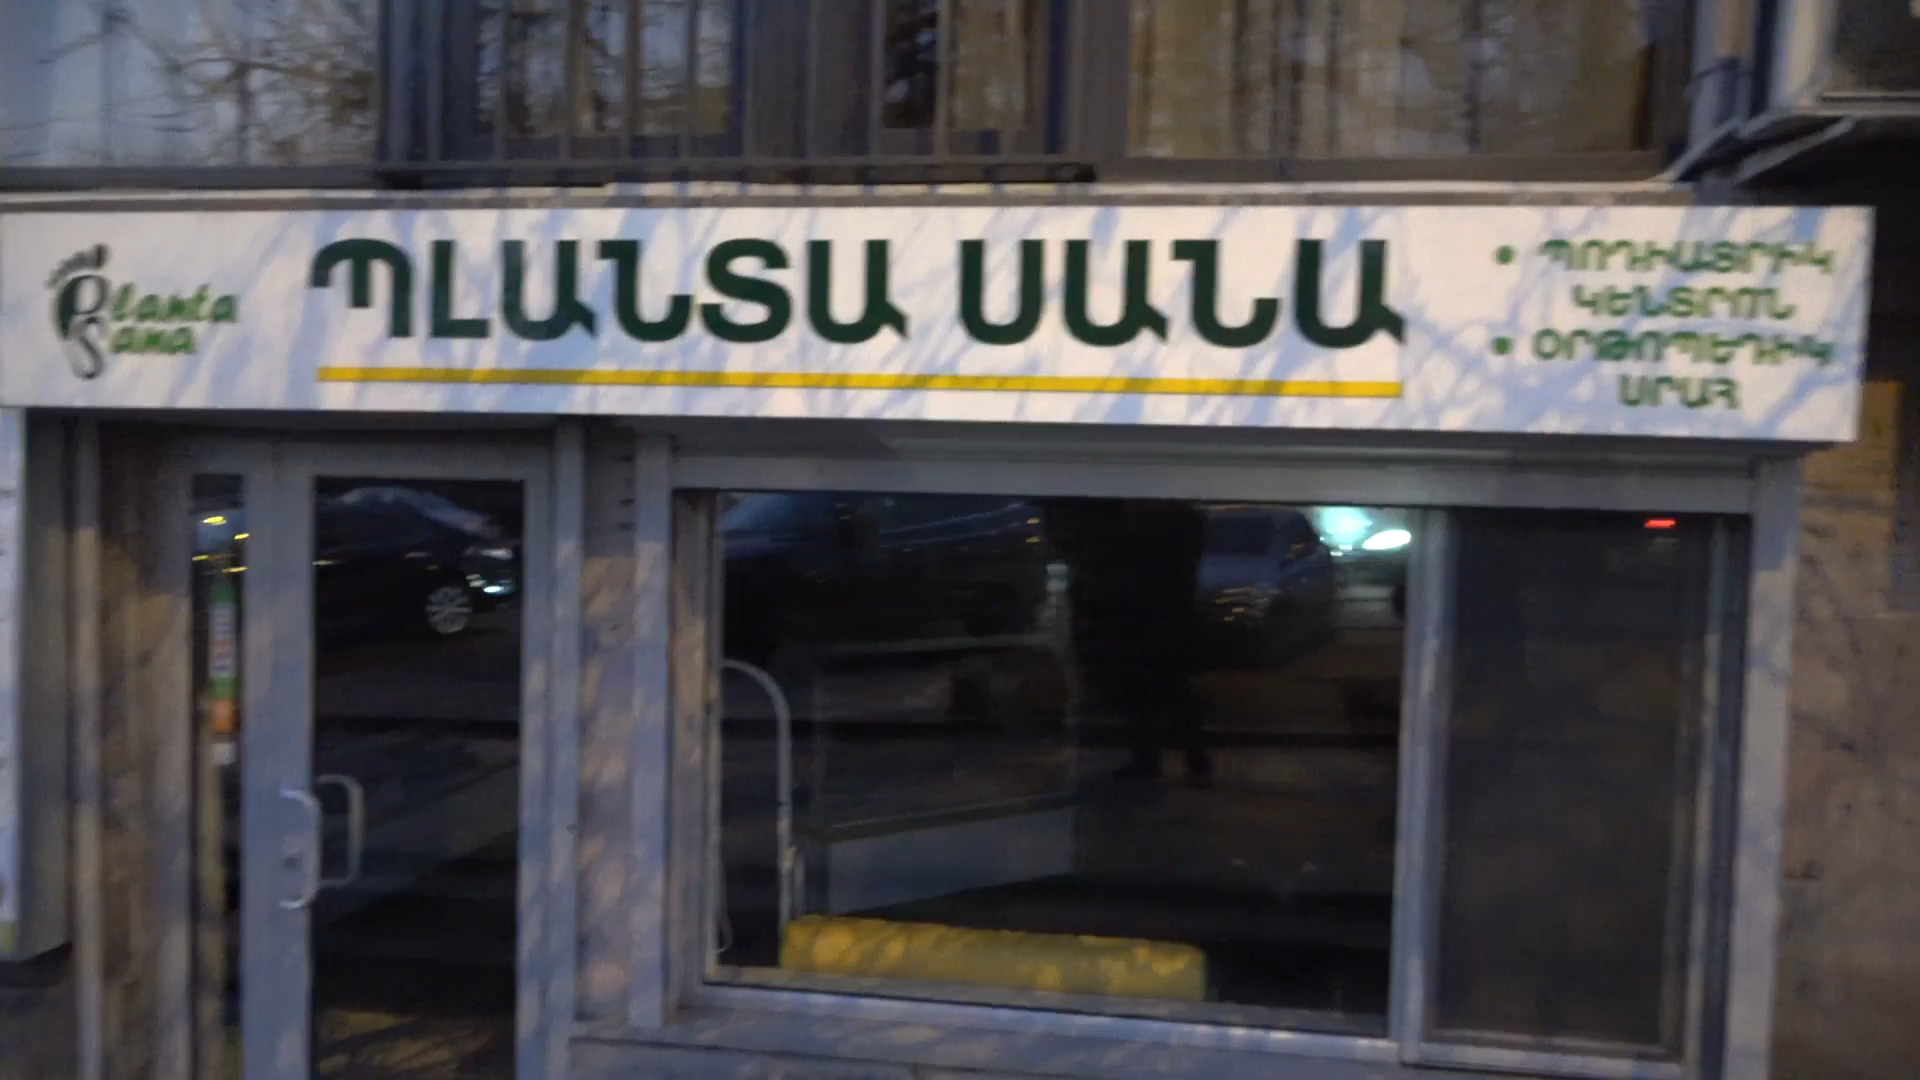 Planta
Sana
ՊԼԱՆՏԱ ՍԱՆԱ
• ՊՈԴԻԱՏՐԻԿ
ԿԵՆՏՐՈՆ
• ՕՐԹՈՊԵԴԻԿ
ՍՐԱՀ